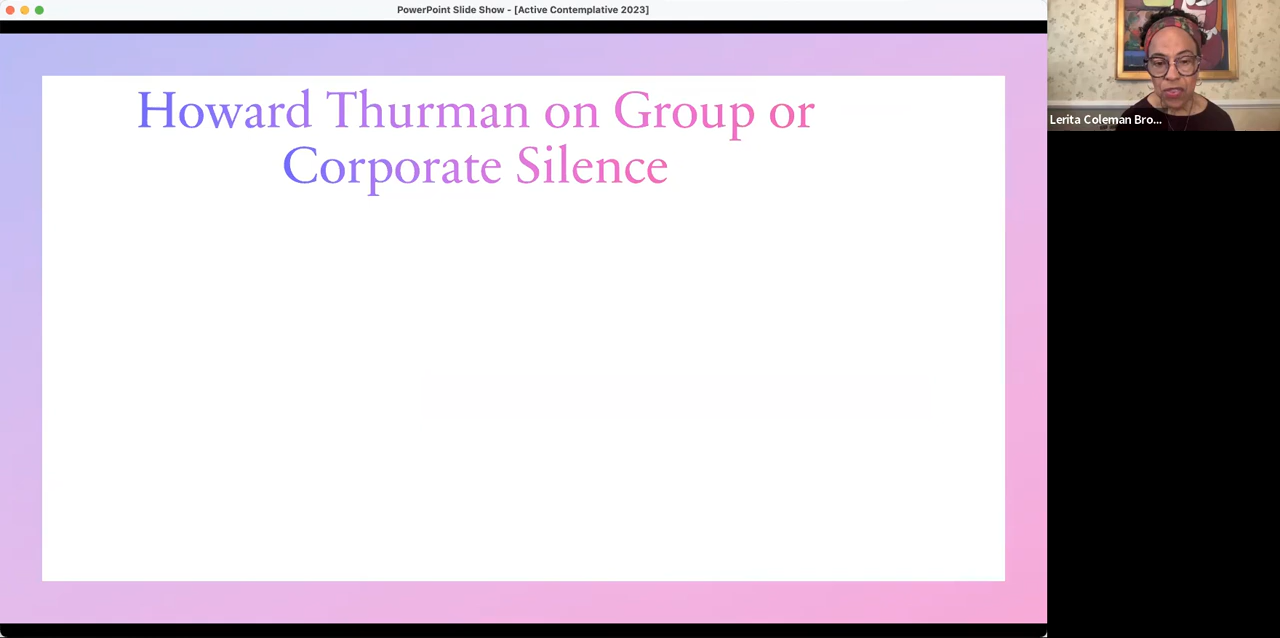 PowerPoint Slide Show - [Active Contemplative 2023]
Howard Thurman on Group or
Corporate Silence
Lerita Coleman Bro...